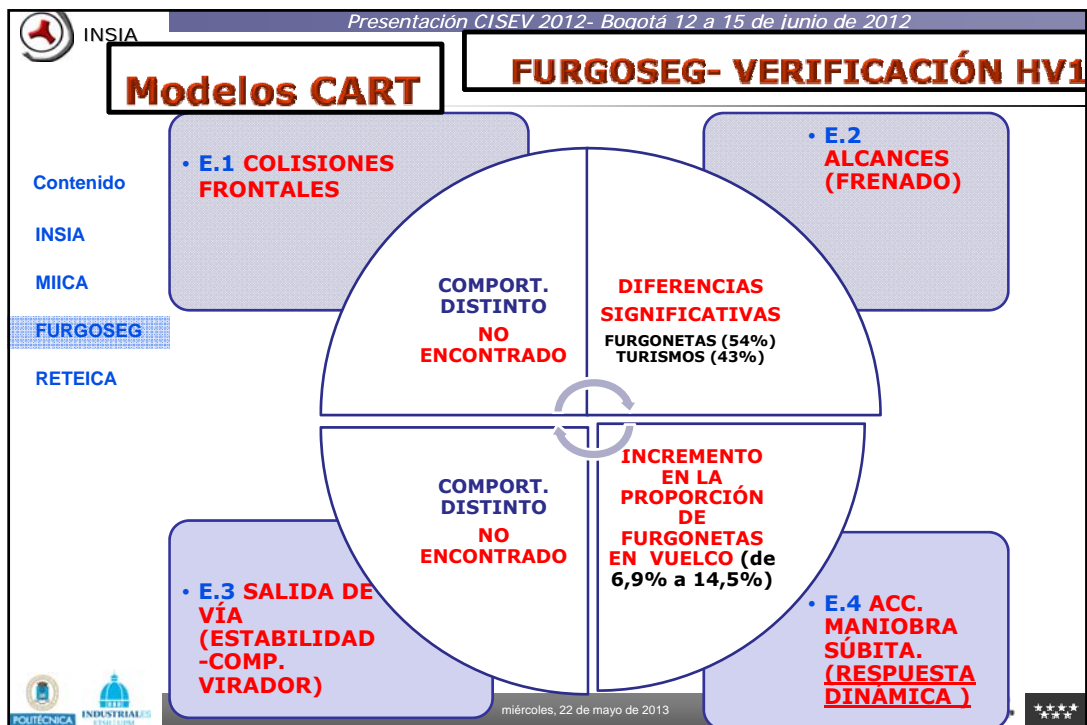 INSIA
Presentación CISEV 2012- Bogotá 12 a 15 de junio de 2012
Modelos CART
FURGOSEG- VERIFICACIÓN HV1
Contenido
INSIA
MIICA
FURGOSEG
RETEICA
• E.1 COLISIONES
FRONTALES
• E.2
ALCANCES
(FRENADO)
COMPORT.
DISTINTO
NO
ENCONTRADO
DIFERENCIAS
SIGNIFICATIVAS
FURGONETAS (54%)
TURISMOS (43%)
COMPORT.
DISTINTO
NO
ENCONTRADO
INCREMENTO
EN LA
PROPORCIÓN
DE
FURGONETAS
EN VUELCO (de
6,9% a 14,5%)
• E.3 SALIDA DE
VÍA
(ESTABILIDAD
-COMP.
VIRADOR)
• E.4 ACC.
MANIOBRA
SÚBITA.
(RESPUESTA
DINÁMICA )
POLITÉCNICA
INDUSTRIALES
miércoles, 22 de mayo de 2013